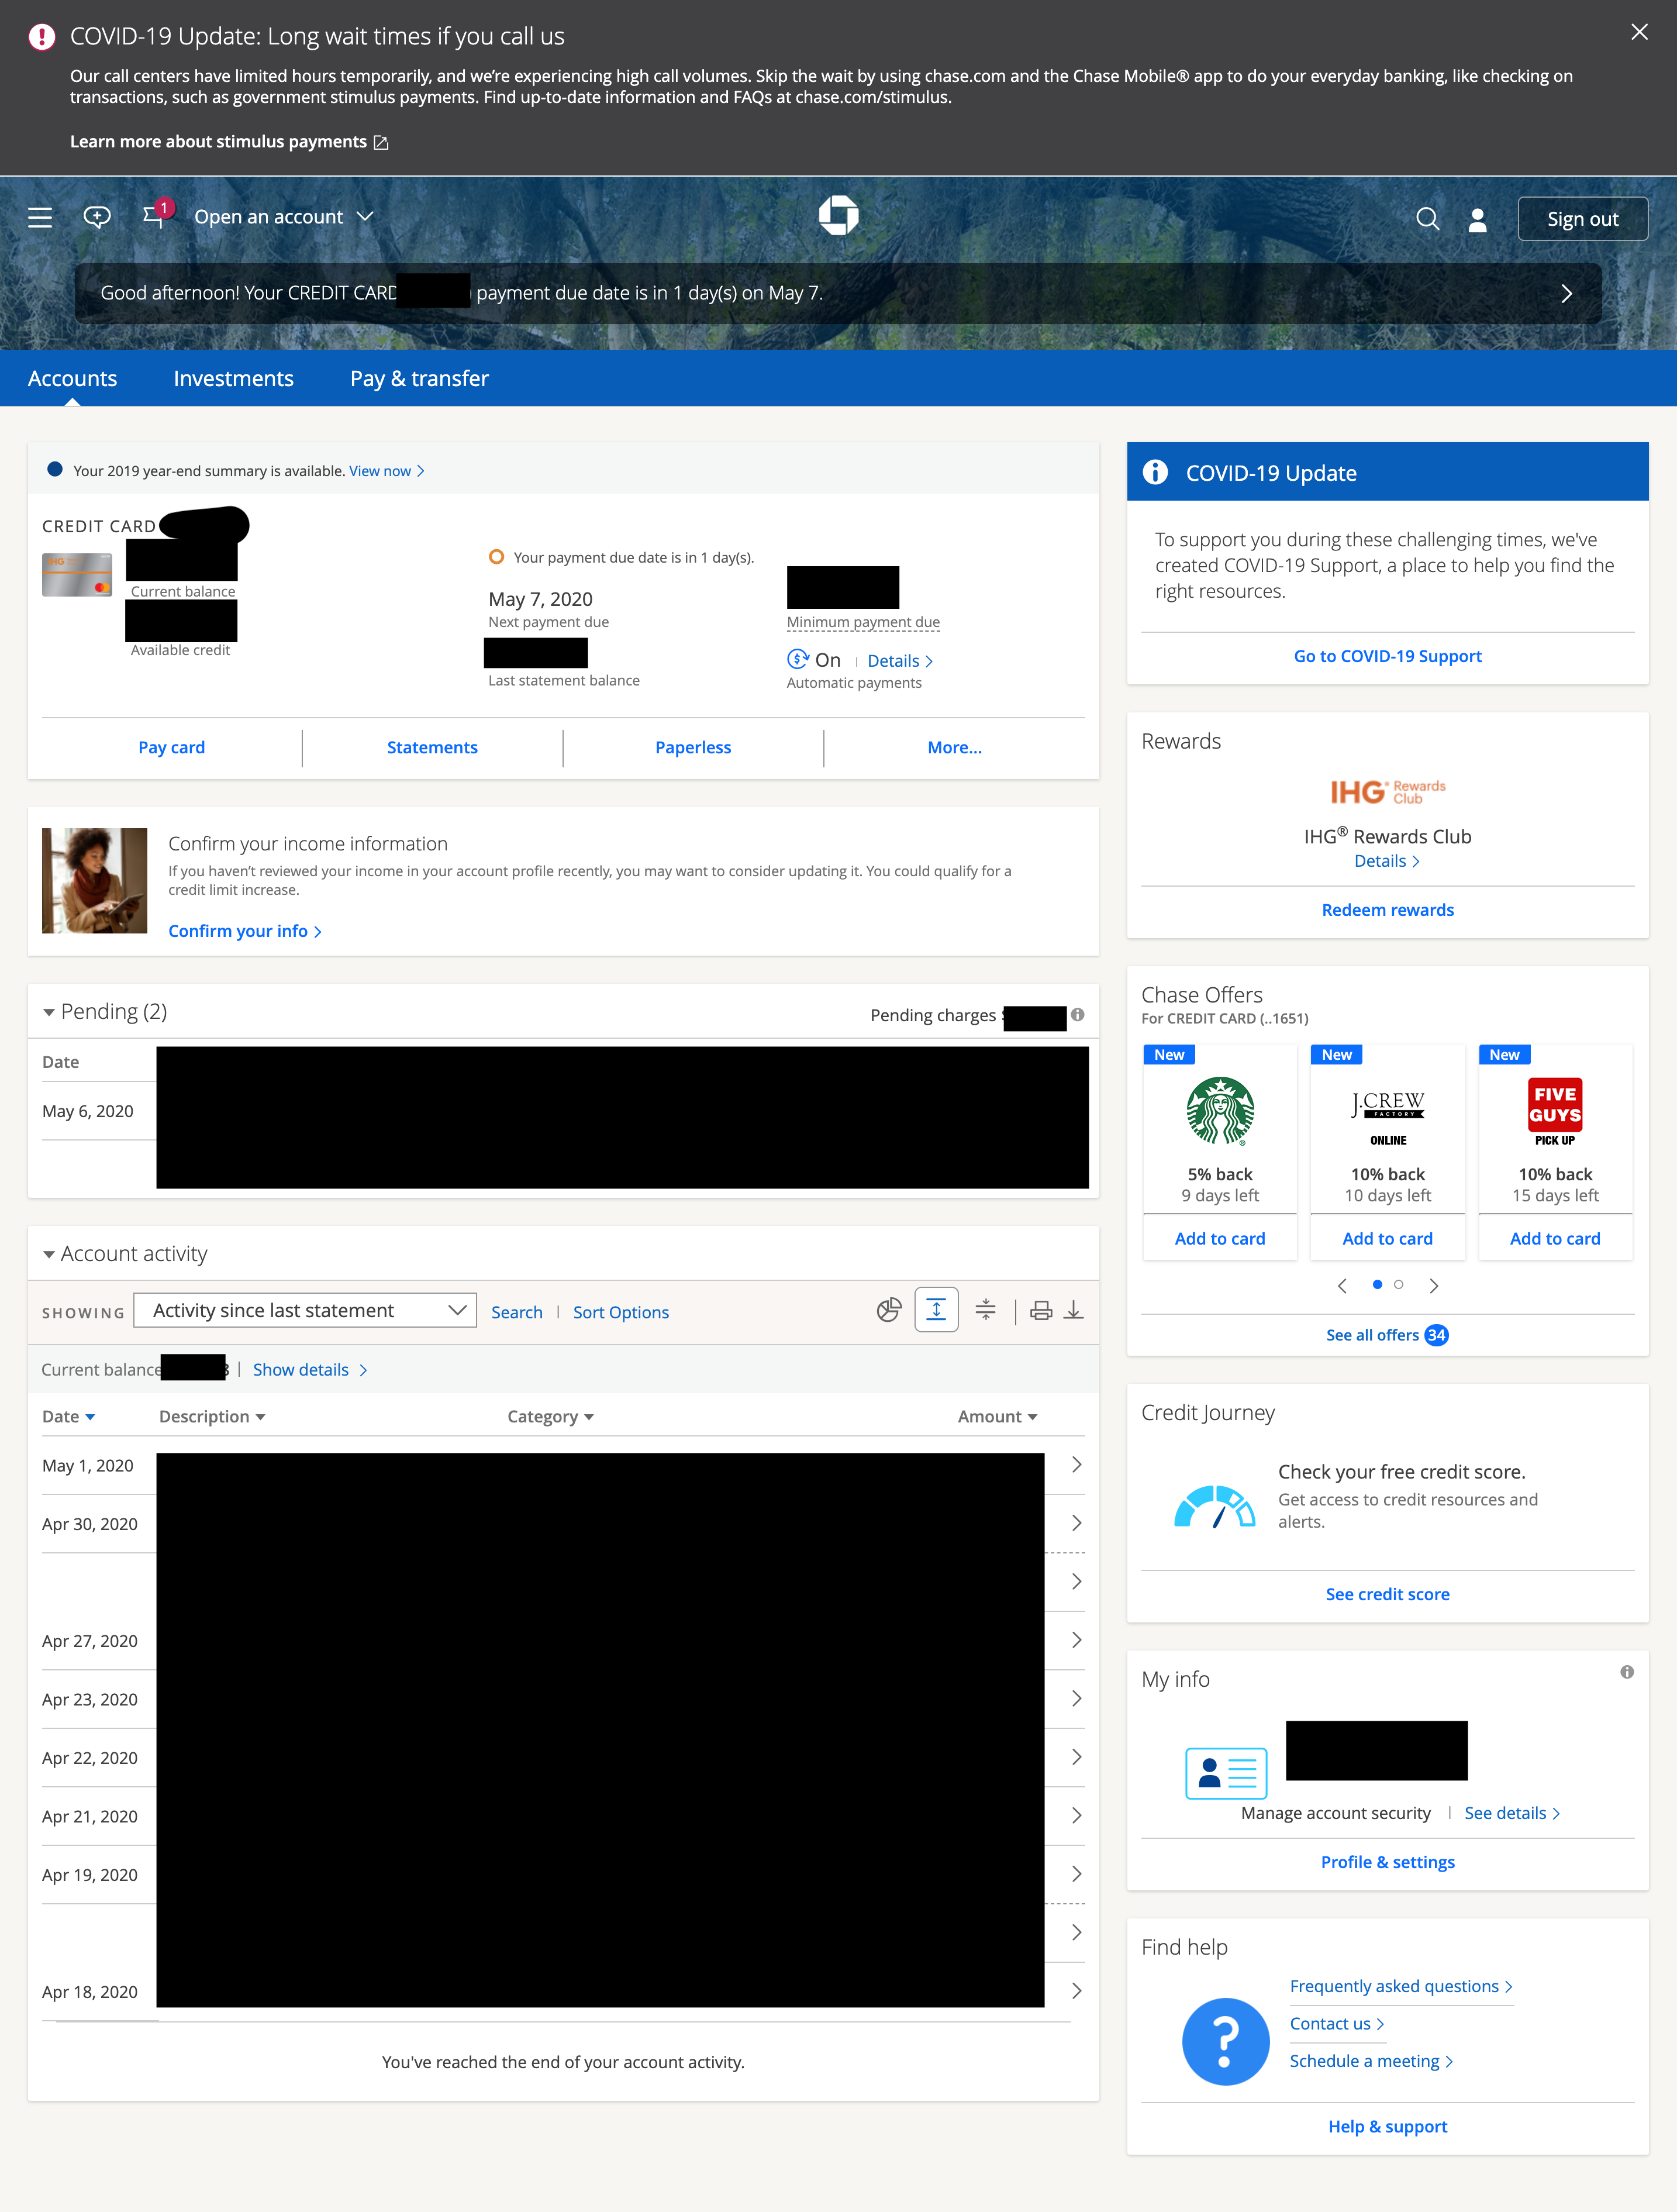 COVID-19 Update: Long wait times if you call us
Our call centers have limited hours temporarily, and we're experiencing high call volumes. Skip the wait by using chase.com and the Chase Mobile® app to do your everyday banking, like checking on
transactions, such as government stimulus payments. Find up-to-date information and FAQs at chase.com/stimulus.
Learn more about stimulus payments
1
Open an account
Sign out
Good afternoon! Your CREDIT CARD payment due date is in 1 day(s) on May 7.
Accounts
Investments
Pay & transfer
Your 2019 year-end summary is available. View now
CREDIT CARD
IHG
Current balance
Available credit
Your payment due date is in 1 day(s).
May 7, 2020
Next payment due
Last statement balance
Minimum payment due
On | Details
Automatic payments
Pay card
Statements
Paperless
More...
Confirm your income information
If you haven't reviewed your income in your account profile recently, you may want to consider updating it. You could qualify for a
credit limit increase.
Confirm your info
Pending (2)
Pending charges
Date
May 6, 2020
Account activity
SHOWING
Activity since last statement
Search | Sort Options
Current balance | Show details
Date
Description
Category
Amount
May 1, 2020
Apr 30, 2020
Apr 27, 2020
Apr 23, 2020
Apr 22, 2020
Apr 21, 2020
Apr 19, 2020
Apr 18, 2020
You've reached the end of your account activity.
COVID-19 Update
To support you during these challenging times, we've
created COVID-19 Support, a place to help you find the
right resources.
Go to COVID-19 Support
Rewards
IHG® Rewards
Club
IHG® Rewards Club
Details
Redeem rewards
Chase Offers
For CREDIT CARD (..1651)
New
5% back
9 days left
Add to card
New
J.CREW
FACTORY
ONLINE
10% back
10 days left
Add to card
New
FIVE
GUYS
PICK UP
10% back
15 days left
Add to card
See all offers 34
Credit Journey
Check your free credit score.
Get access to credit resources and
alerts.
See credit score
My info
Manage account security | See details
Profile & settings
Find help
Frequently asked questions
Contact us
Schedule a meeting
Help & support